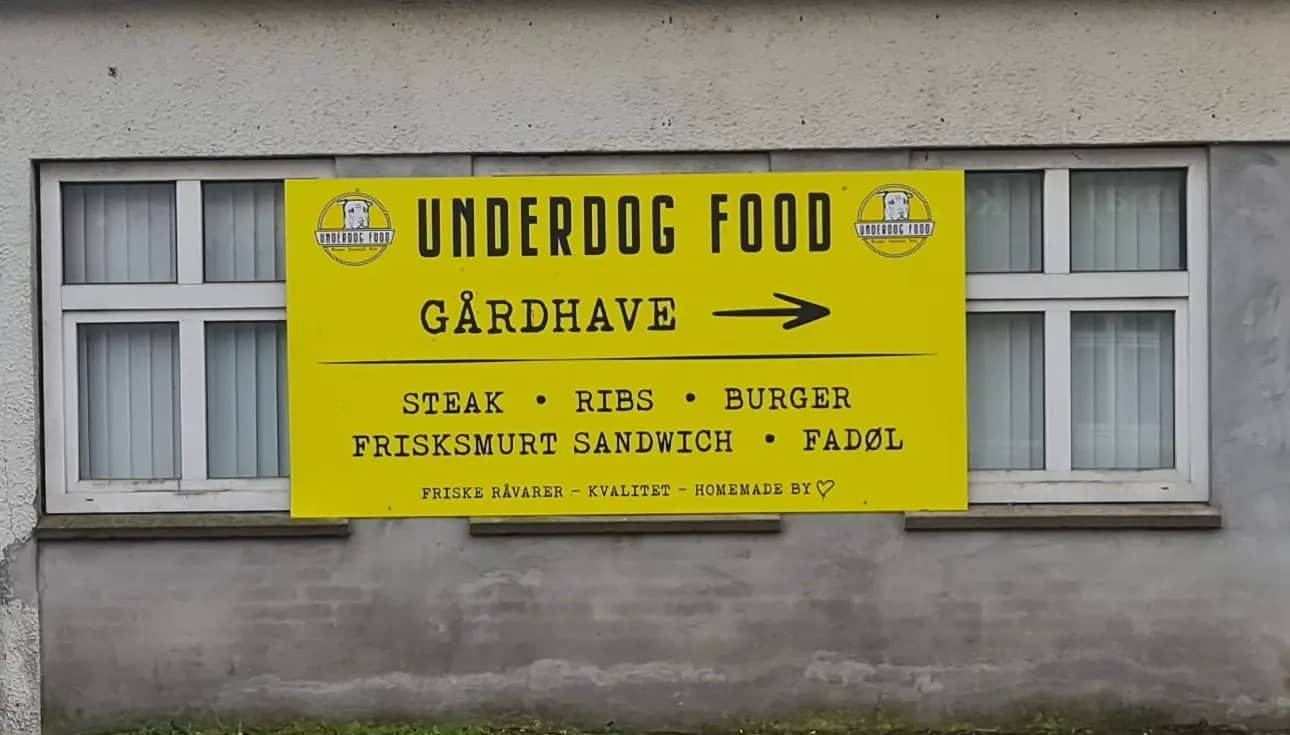 UNDERDOG FOOD
UNDERDOG FOOD
UNDERDOG FOOD
GÅRDHAVE
STEAK • RIBS • BURGER
FRISKSMURT SANDWICH • FADØL
FRISKE RÅVARER - KVALITET - HOMEMADE BY